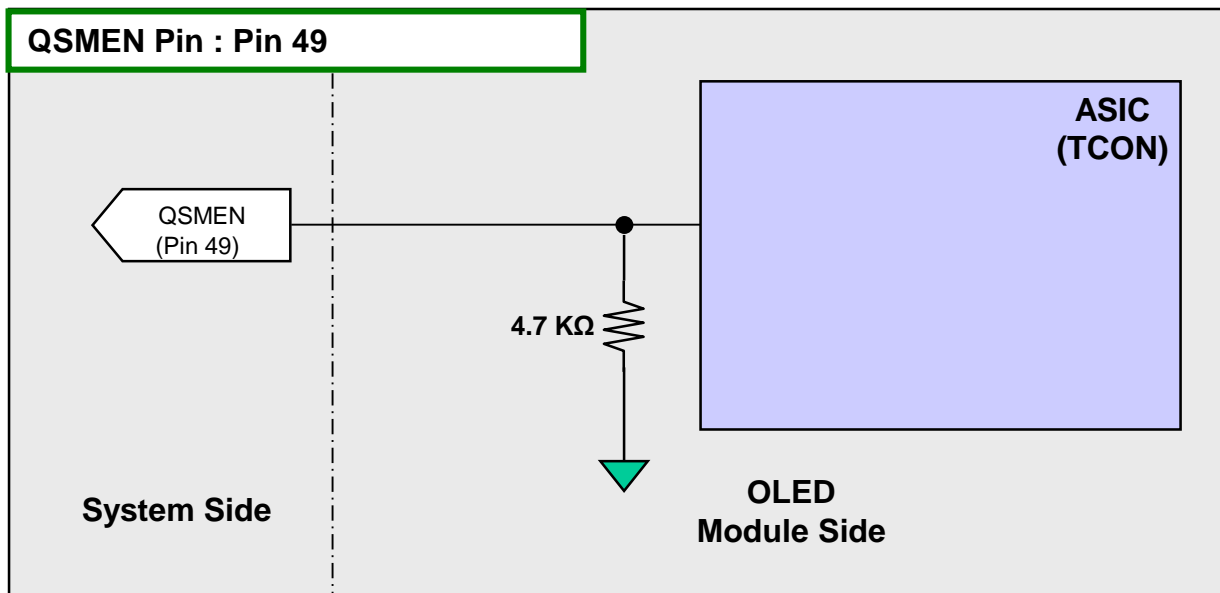 QSMEN Pin : Pin 49
ASIC
(TCON)
QSMEN
(Pin 49)
4.7 KΩ
System Side
OLED
Module Side